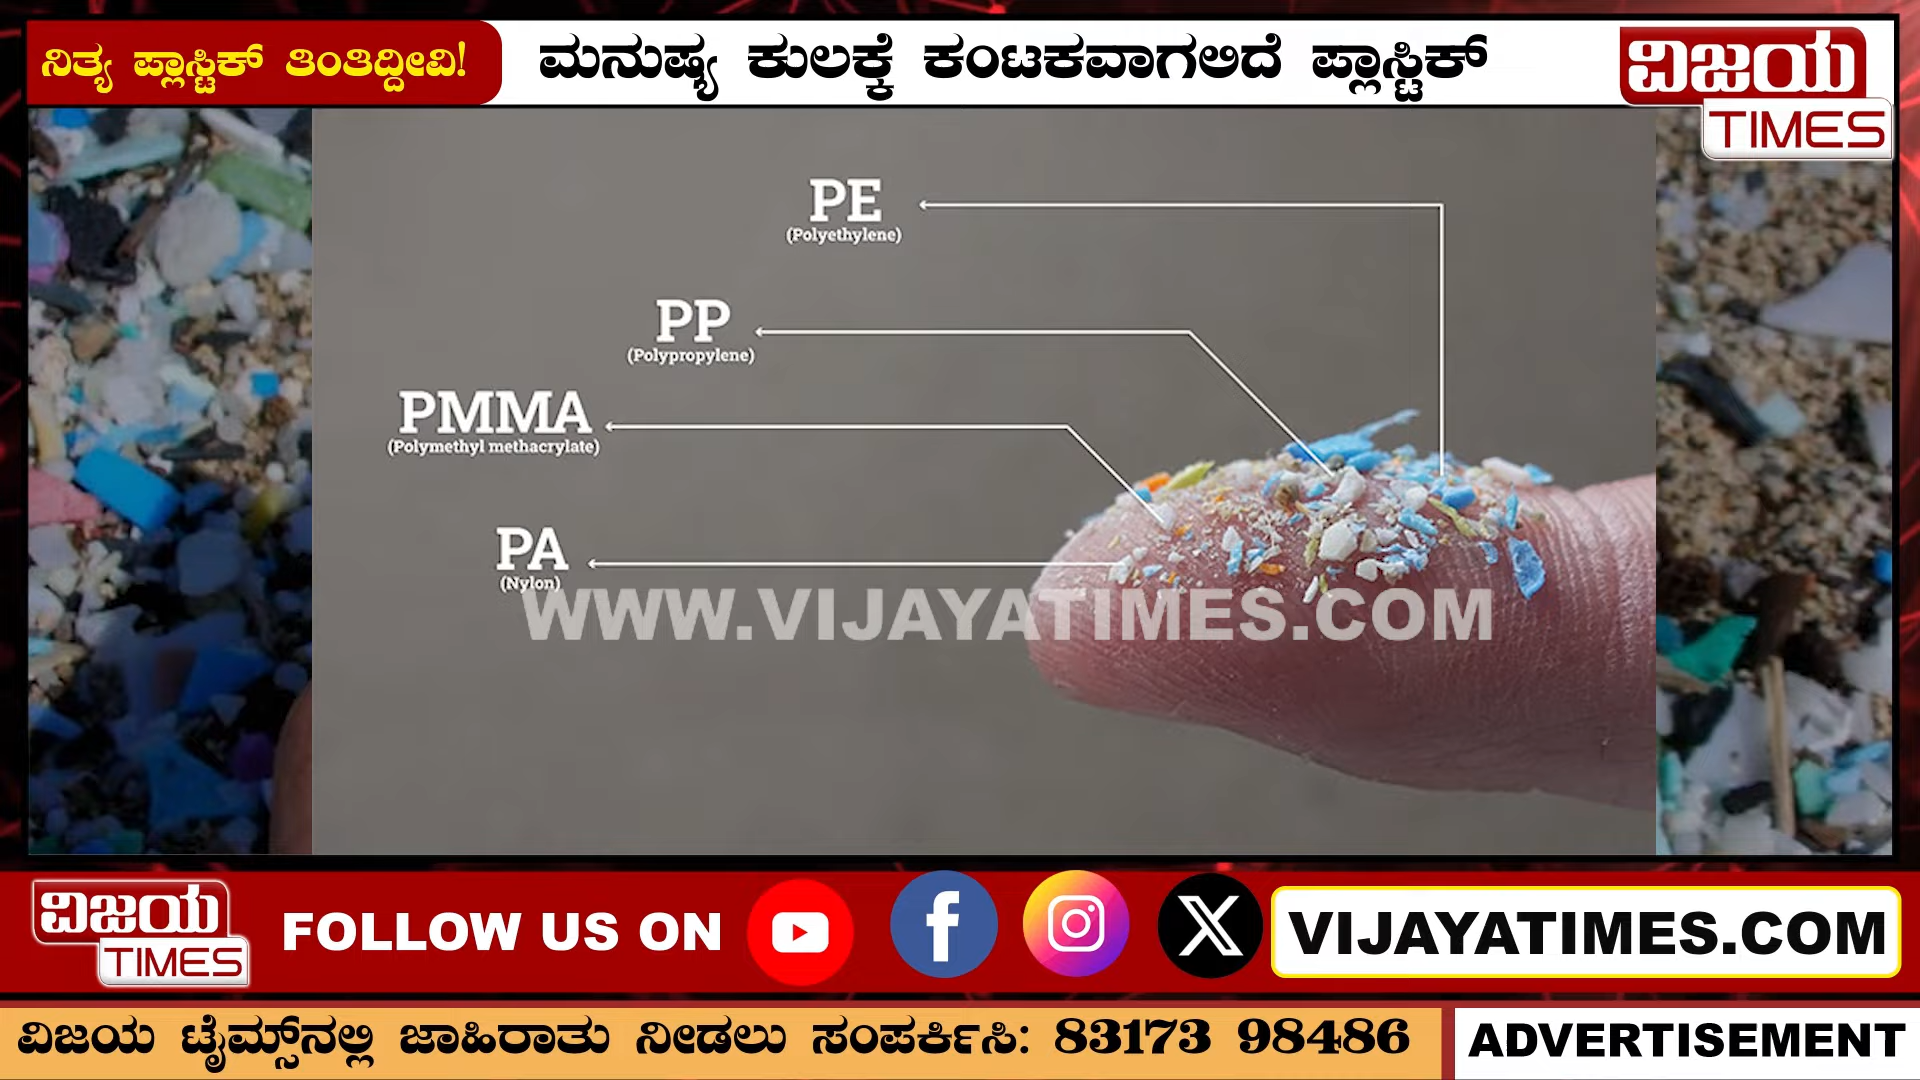 ನಿತ್ಯ ಪ್ಲಾಸ್ಟಿಕ್ ತಿಂತಿದ್ದೀವಿ!
ಮನುಷ್ಯ ಕುಲಕ್ಕೆ ಕಂಟಕವಾಗಲಿದೆ ಪ್ಲಾಸ್ಟಿಕ್
ವಿಜಯ
TIMES
PE
(Polyethylene)
PP
(Polypropylene)
PMMA
(Polymethyl methacrylate)
PA
(Nylon)
WWW.VIJAYATIMES.COM
ವಿಜಯ
TIMES
FOLLOW US ON
VIJAYATIMES.COM
ವಿಜಯ ಟೈಮ್ಸ್‌ನಲ್ಲಿ ಜಾಹಿರಾತು ನೀಡಲು ಸಂಪರ್ಕಿಸಿ: 83173 98486
ADVERTISEMENT